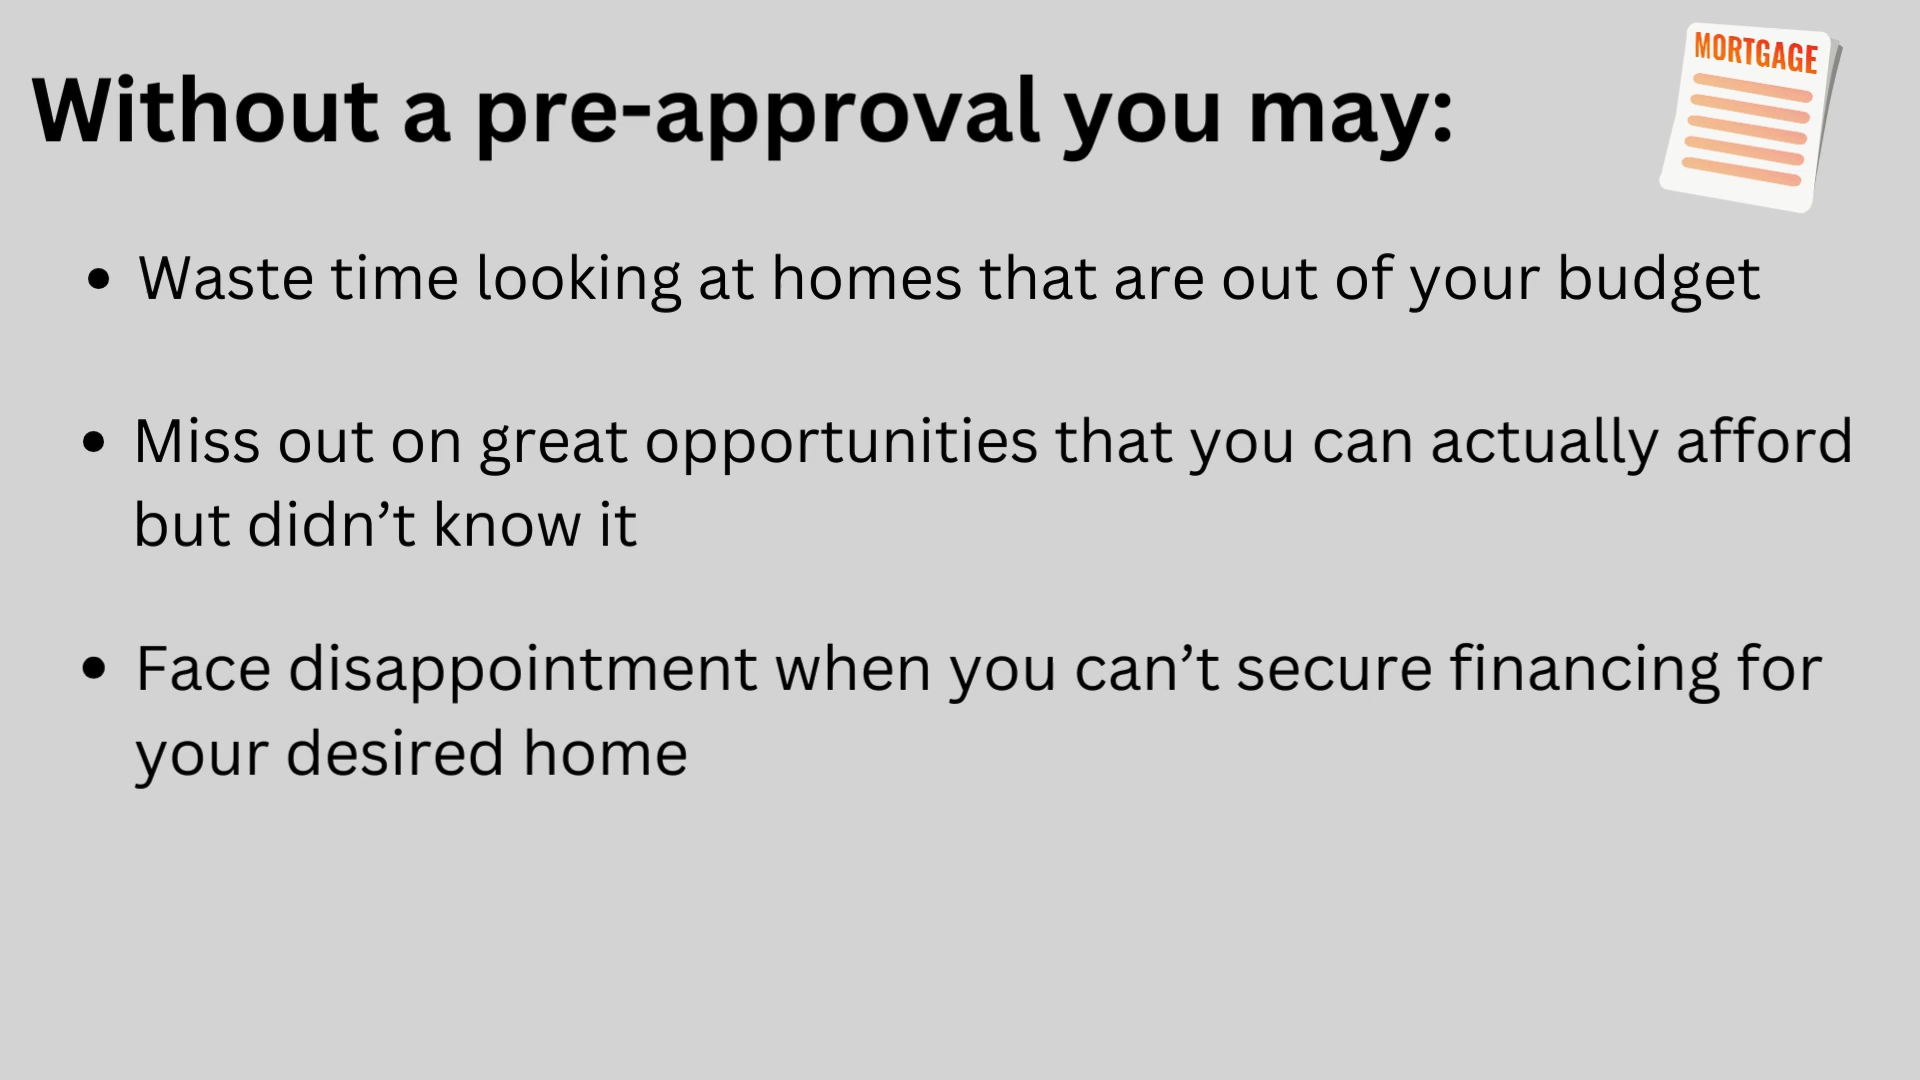 MORTGAGE
Without a pre-approval you may:
• Waste time looking at homes that are out of your budget
• Miss out on great opportunities that you can actually afford
but didn’t know it
• Face disappointment when you can’t secure financing for
your desired home